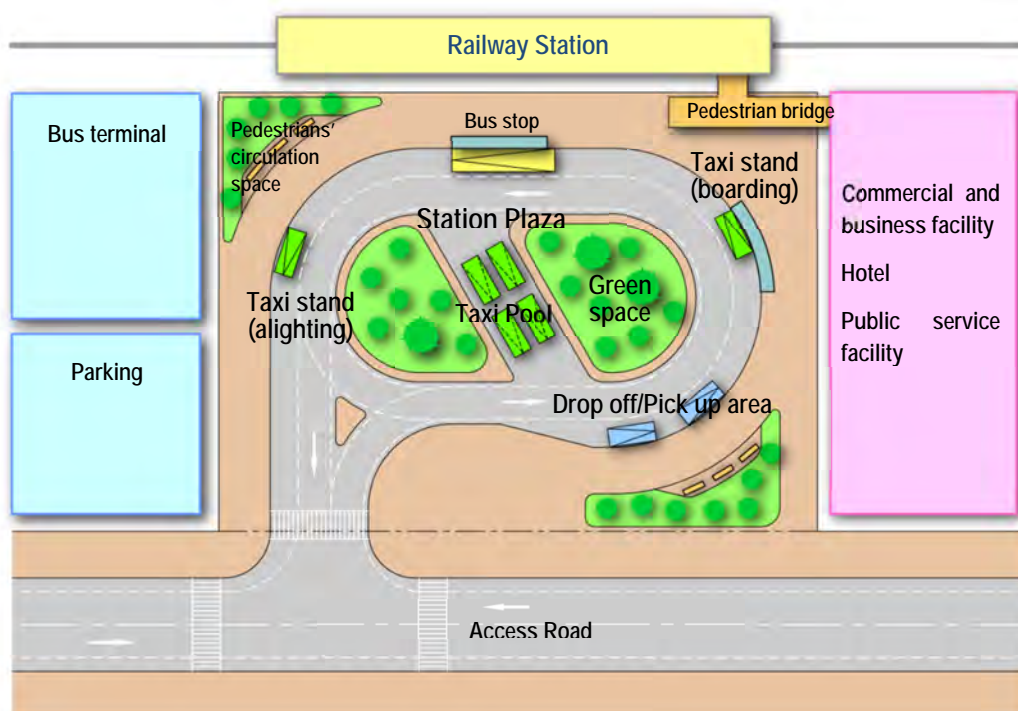 Railway Station
Bus terminal
Pedestrians'
circulation
space
Bus stop
Pedestrian bridge
Taxi stand
(boarding)
Commercial and
business facility
Hotel
Public service
facility
Station Plaza
Taxi stand
(alighting)
Taxi Pool
Green
space
Parking
Drop off/Pick up area
Access Road